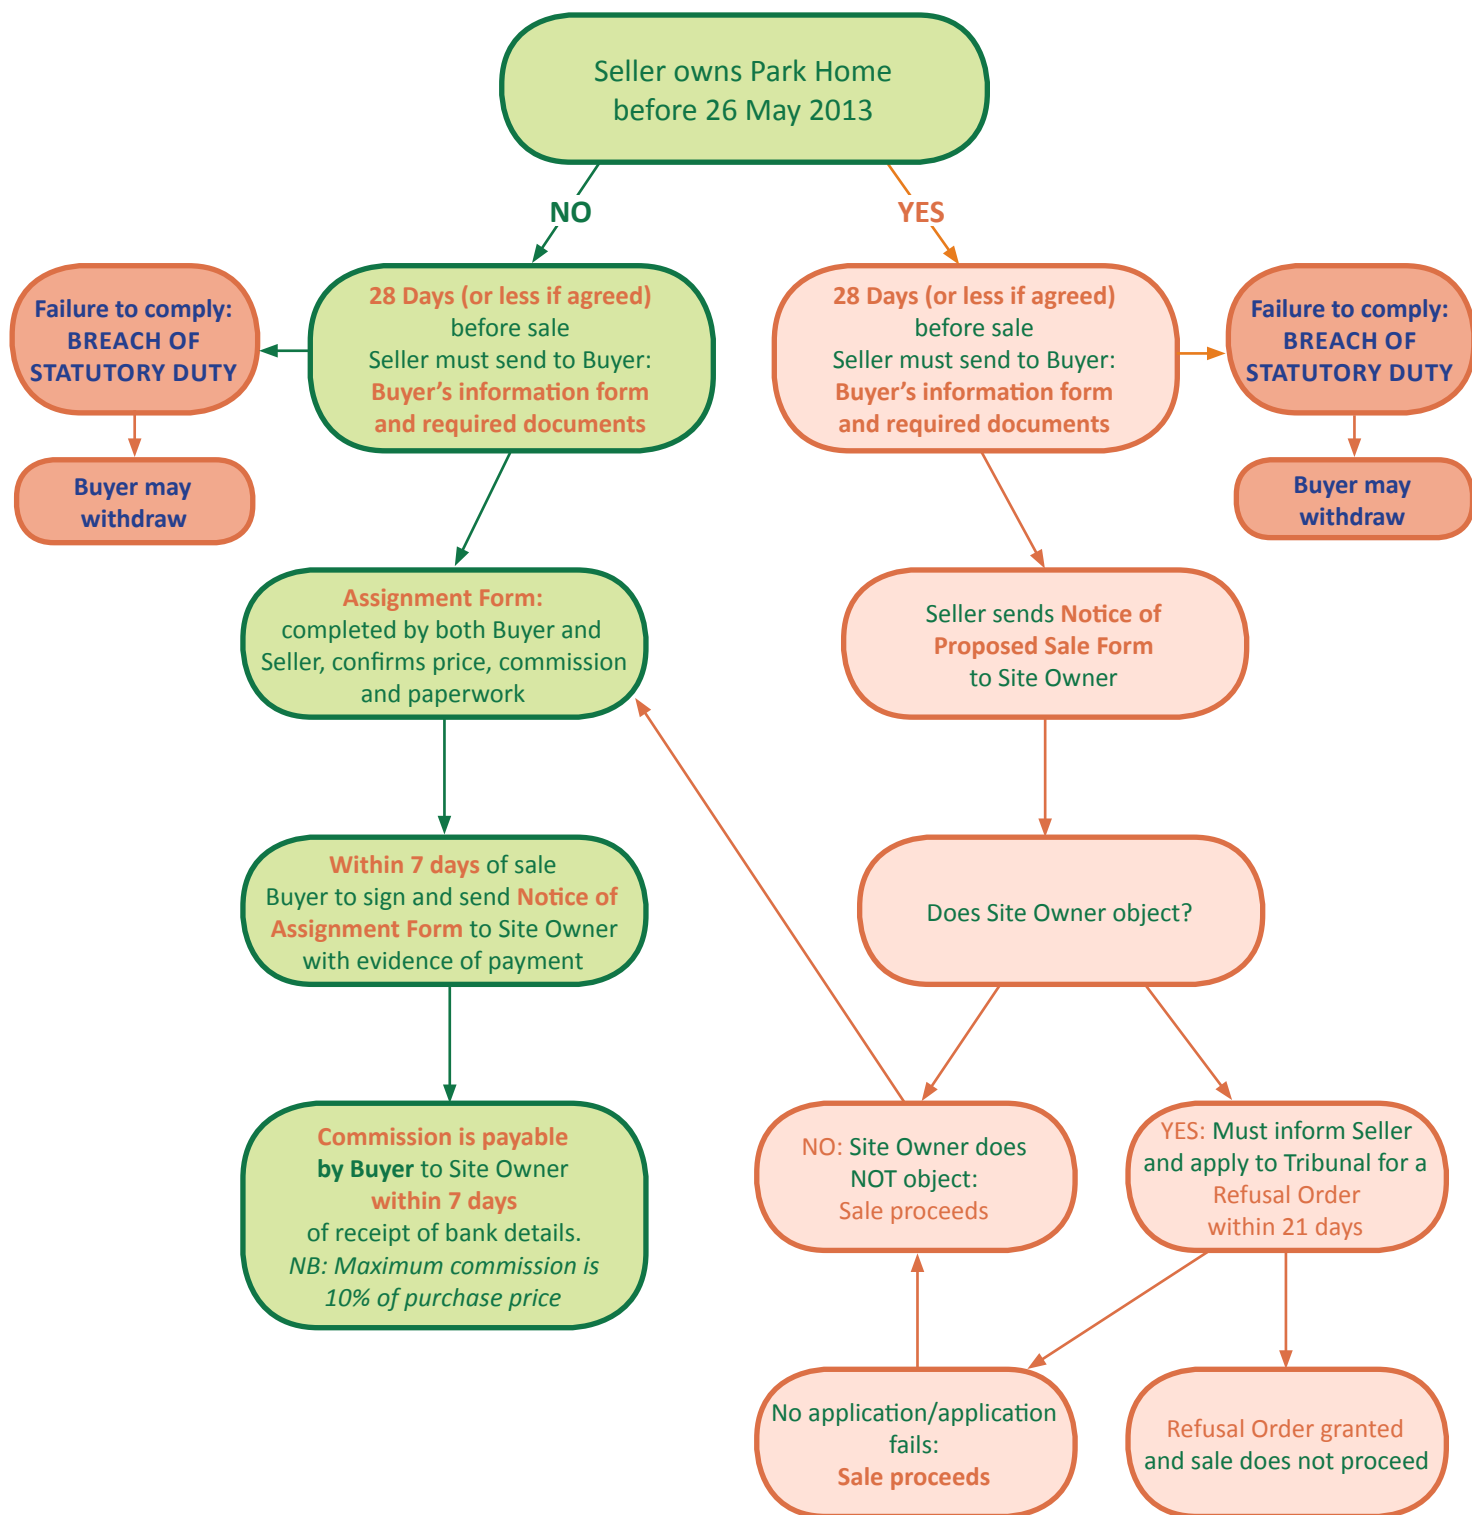 Seller owns Park Home
before 26 May 2013
NO
YES
Failure to comply:
BREACH OF
STATUTORY DUTY
28 Days (or less if agreed)
before sale
Seller must send to Buyer:
Buyer’s information form
and required documents
28 Days (or less if agreed)
before sale
Seller must send to Buyer:
Buyer’s information form
and required documents
Failure to comply:
BREACH OF
STATUTORY DUTY
Buyer may
withdraw
Buyer may
withdraw
Assignment Form:
completed by both Buyer and
Seller, confirms price, commission
and paperwork
Seller sends Notice of
Proposed Sale Form
to Site Owner
Within 7 days of sale
Buyer to sign and send Notice of
Assignment Form to Site Owner
with evidence of payment
Does Site Owner object?
Commission is payable
by Buyer to Site Owner
within 7 days
of receipt of bank details.
NB: Maximum commission is
10% of purchase price
NO: Site Owner does
NOT object:
Sale proceeds
YES: Must inform Seller
and apply to Tribunal for a
Refusal Order
within 21 days
No application/application
fails:
Sale proceeds
Refusal Order granted
and sale does not proceed